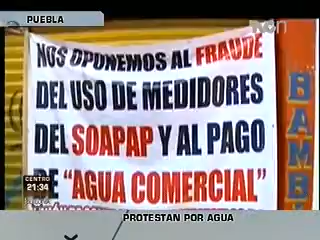 PUEBLA
NOS OPONEMOS AL FRAUDE
DEL USO DE MEDIDORES
DEL SOAPAP Y AL PAGO
DE "AGUA COMERCIAL"
BAMB
CENTRO
21:34
PROTESTAN POR AGUA